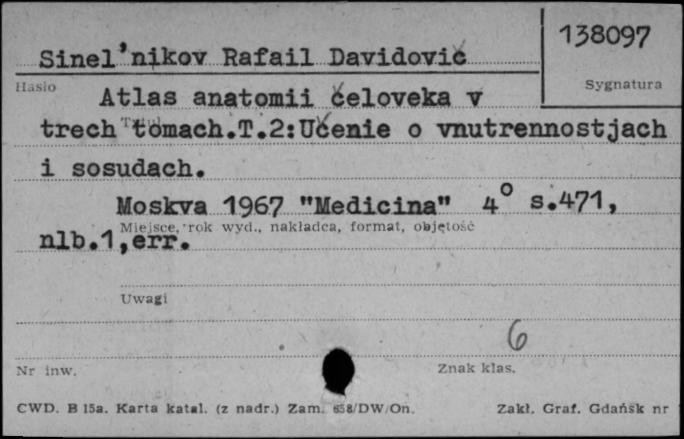 138097
Sinel'nikov Rafail Davidovič
Hasło
Sygnatura
Atlas anatomii čeloveka v
Tytuł
trech tomach.T.2:Učenie o vnutrennostjach
i sosudach.
Moskva 1967 "Medicina" 4° s.471,
Miejsce, rok wyd., nakładca, format, objętość
nlb.1,err.
Uwagi
6
Nr inw.
Znak klas.
CWD. B 15a. Karta katal. (z nadr.) Zam. 658/DW/On.
Zakł. Graf. Gdańsk nr